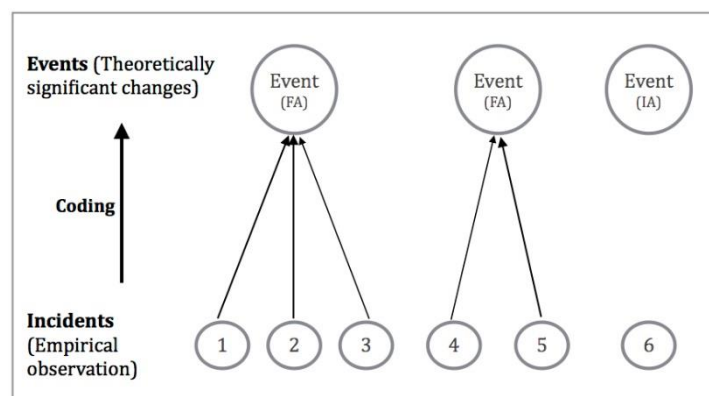 Events (Theoretically
significant changes)
Event
(FA)
Event
(FA)
Event
(IA)
Coding
Incidents
(Empirical
observation)
1
2
3
4
5
6